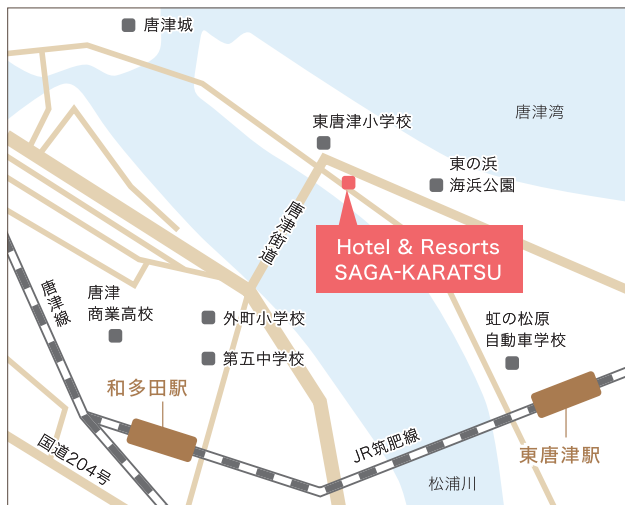 唐津城
唐津湾
東唐津小学校
東の浜
海浜公園
唐津街道
Hotel & Resorts
SAGA-KARATSU
唐津線
唐津
商業高校
外町小学校
虹の松原
自動車学校
第五中学校
和多田駅
国道204号
JR筑肥線
東唐津駅
松浦川